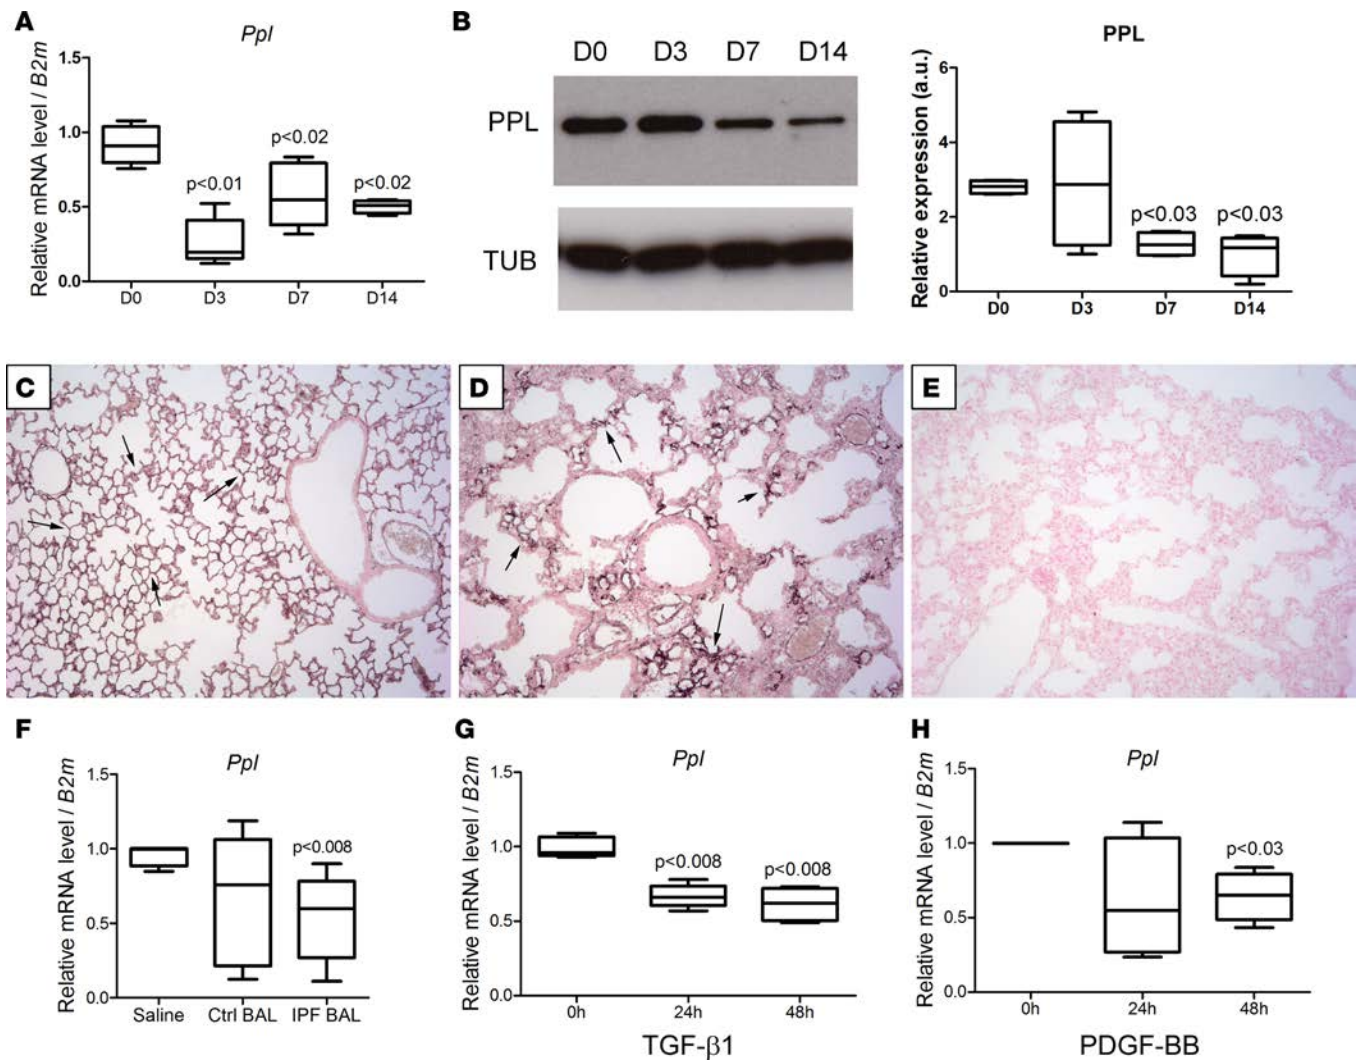 A
Ppl
Relative mRNA level / B2m
1.5
1.0
0.5
0.0
p<0.01
p<0.02
p<0.02
D0 D3 D7 D14
B
D0 D3 D7 D14
PPL
TUB
PPL
Relative expression (a.u.)
6
4
2
0
p<0.03 p<0.03
D0 D3 D7 D14
C
D
E
F
Ppl
Relative mRNA level / B2m
1.5
1.0
0.5
0.0
p<0.008
Saline Ctrl BAL IPF BAL
G
Ppl
Relative mRNA level / B2m
1.5
1.0
0.5
0.0
p<0.008 p<0.008
0h 24h 48h
TGF-β1
H
Ppl
Relative mRNA level / B2m
1.5
1.0
0.5
0.0
p<0.03
0h 24h 48h
PDGF-BB